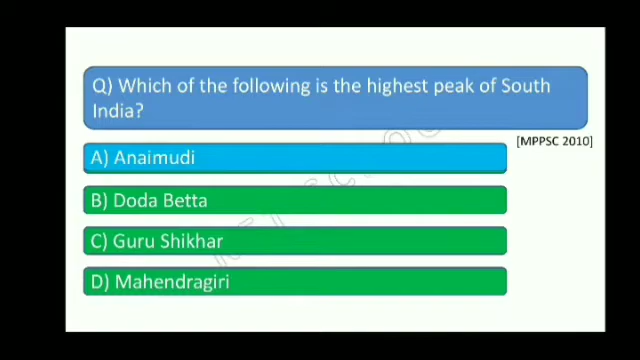 Q) Which of the following is the highest peak of South
India?
[MPPSC 2010]
A) Anaimudi
B) Doda Betta
C) Guru Shikhar
D) Mahendragiri